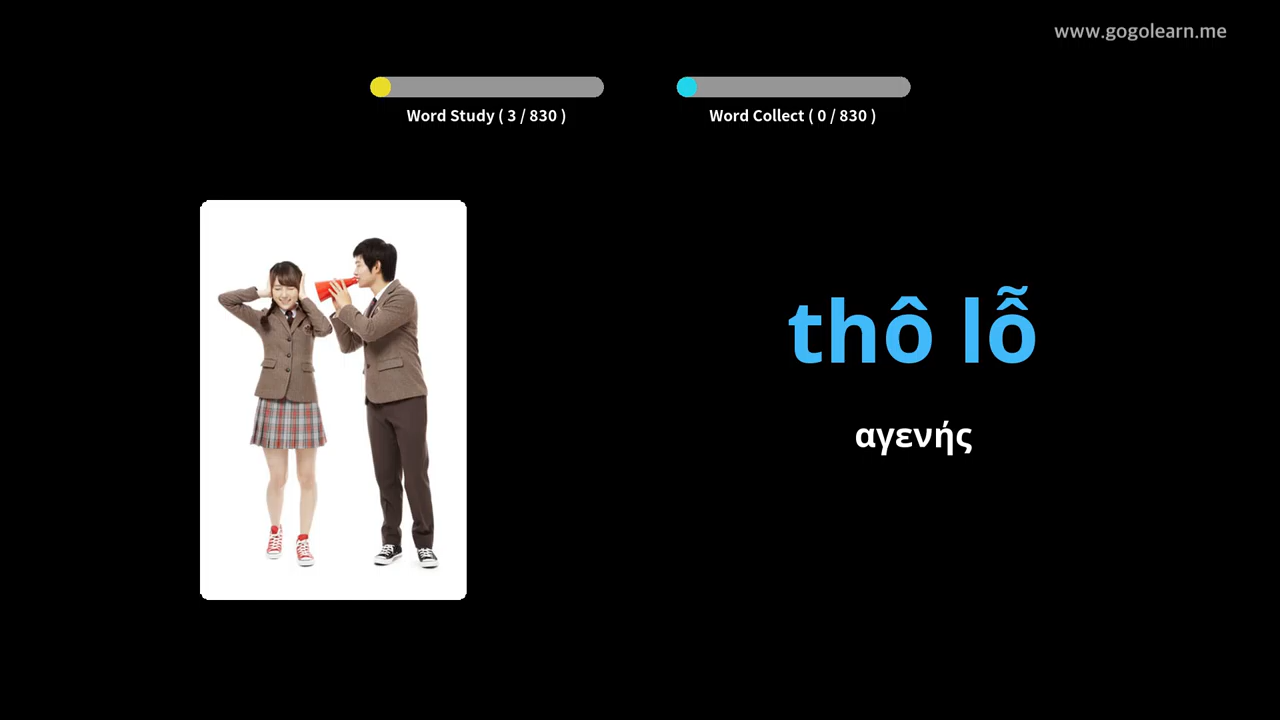 www.gogolearn.me
Word Study ( 3 / 830 )
Word Collect ( 0 / 830 )
thô lỗ
αγενής